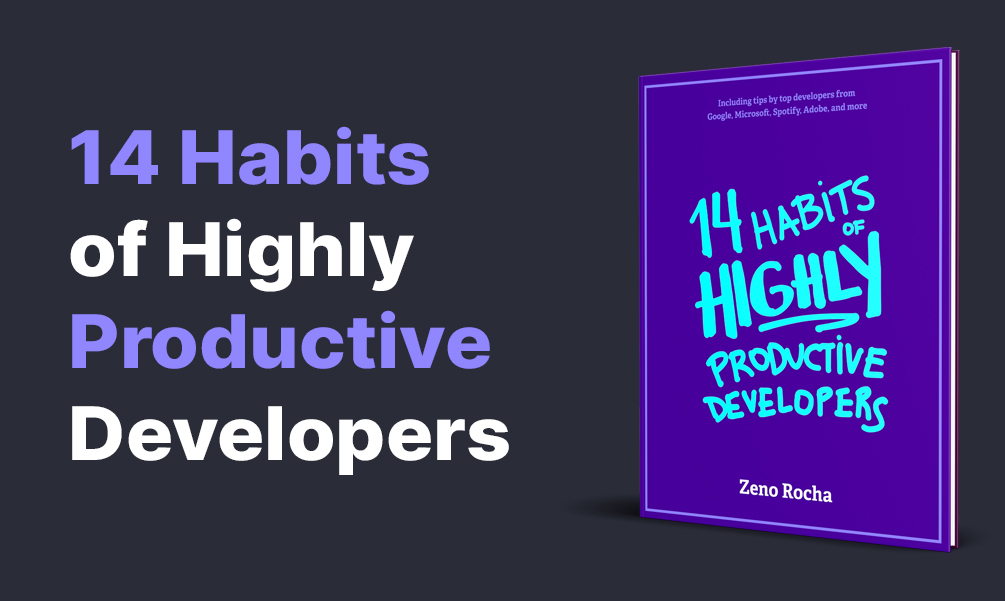 14 Habits
of Highly
Productive
Developers
Including tips by top developers from
Google, Microsoft, Spotify, Adobe, and more
14 HABITS
OF
HIGHLY
PRODUCTIVE
DEVELOPERS
Zeno Rocha